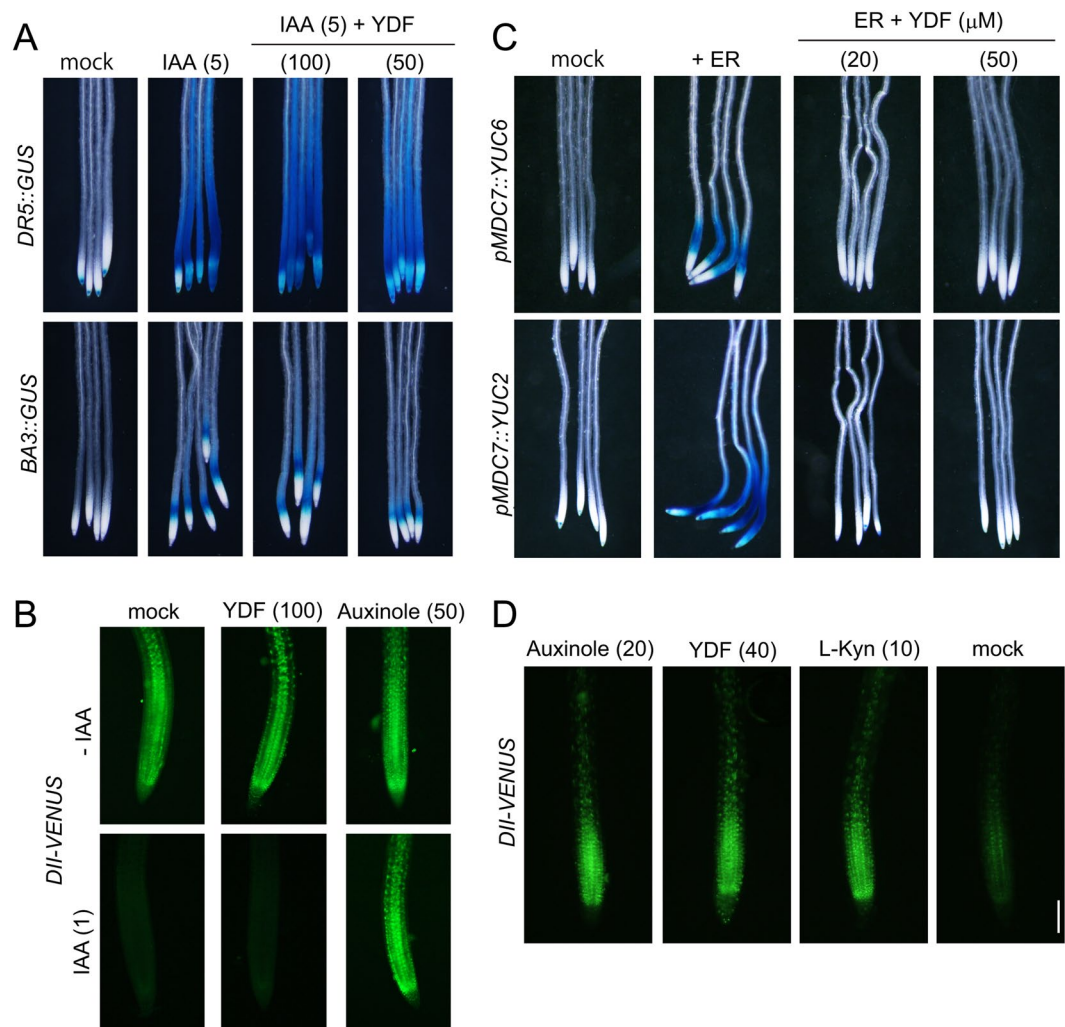 A
IAA (5) + YDF
mock
IAA (5)
(100)
(50)
DR5::GUS
BA3::GUS
C
ER + YDF (μM)
mock
+ ER
(20)
(50)
pMDC7::YUC6
pMDC7::YUC2
B
mock
YDF (100)
Auxinole (50)
DII-VENUS
- IAA
IAA (1)
D
Auxinole (20)
YDF (40)
L-Kyn (10)
mock
DII-VENUS